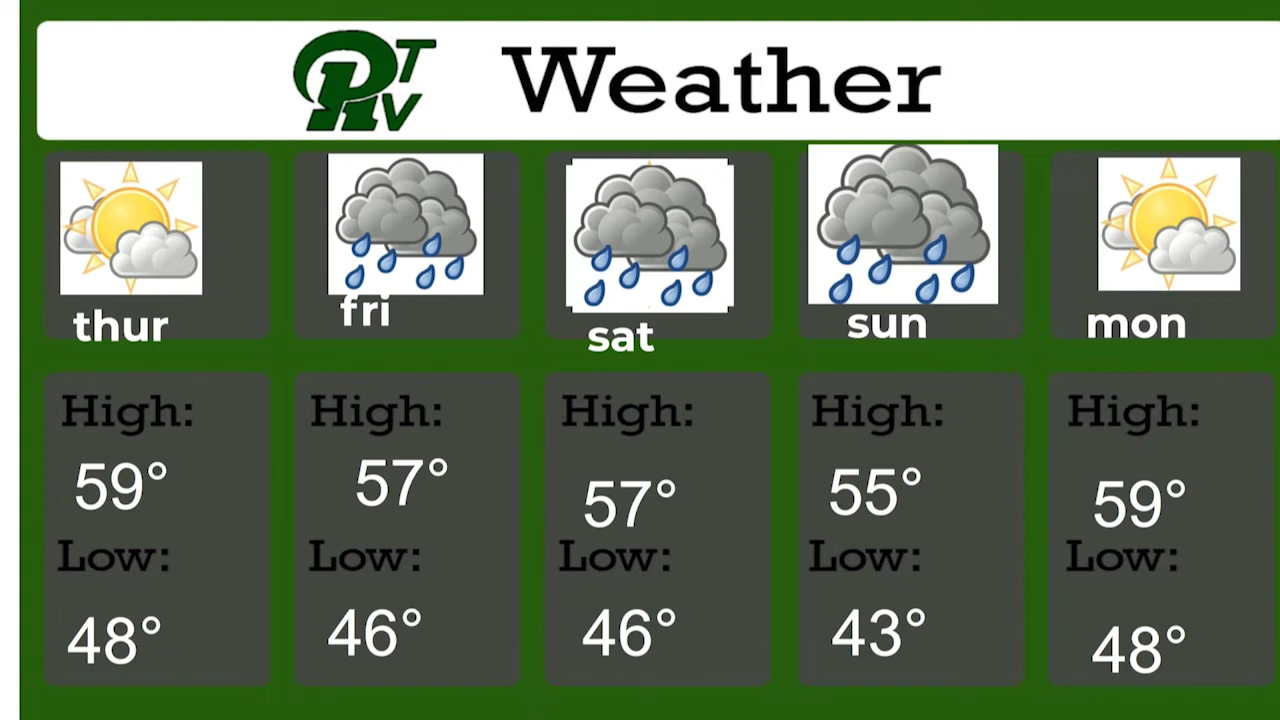 PTV Weather
thur
fri
sat
sun
mon
High: High: High: High: High:
59° 57° 57° 55° 59°
Low: Low: Low: Low: Low:
48° 46° 46° 43° 48°